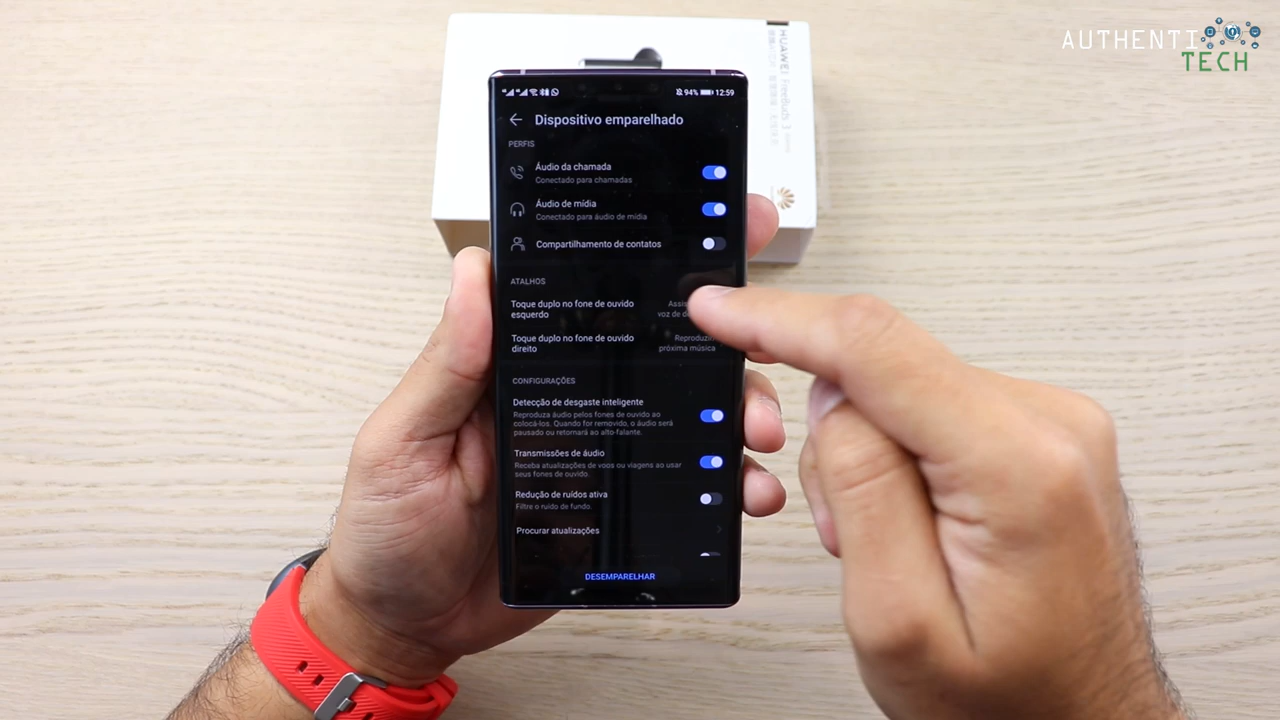 AUTHENTI
TECH
HUAWEI FreeBuds 3
94% 12:59
Dispositivo emparelhado
PERFIS
Áudio da chamada
Conectado para chamadas
Áudio de mídia
Conectado para áudio de mídia
Compartilhamento de contatos
ATALHOS
Toque duplo no fone de ouvido
esquerdo
Toque duplo no fone de ouvido
direito
Reproduzir
próxima música
CONFIGURAÇÕES
Detecção de desgaste inteligente
Reproduza áudio pelos fones de ouvido ao
colocá-los. Quando for removido, o áudio será
pausado ou retornará ao alto-falante.
Transmissões de áudio
Receba atualizações de voos ou viagens ao usar
seus fones de ouvido.
Redução de ruídos ativa
Filtre o ruído de fundo.
Procurar atualizações
DESEMPARELHAR